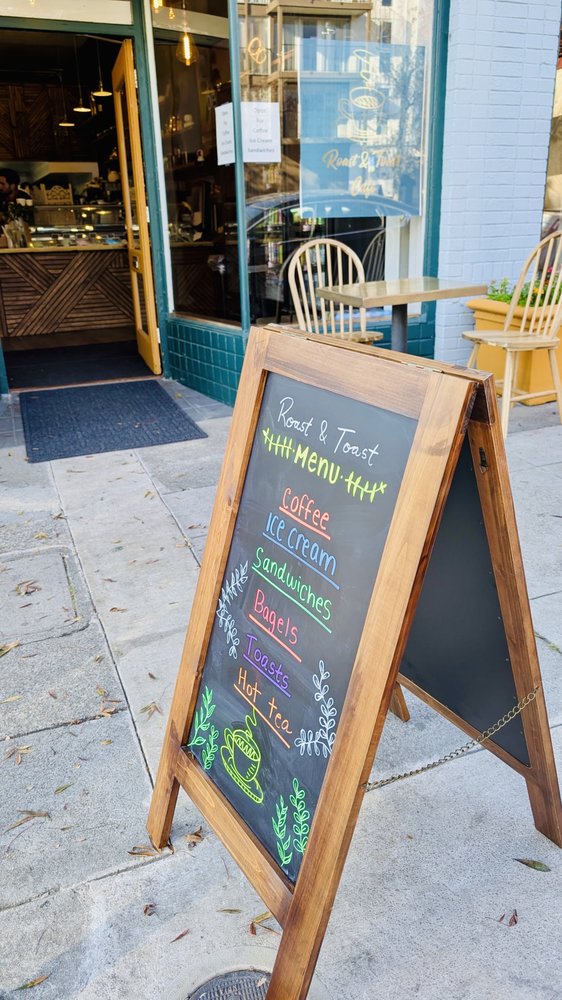 Open
For
Coffee
Ice Cream
Sandwiches
Roast & Toast
Cafe
Roast & Toast
Menu
Coffee
Ice cream
Sandwiches
Bagels
Toasts
Hot tea